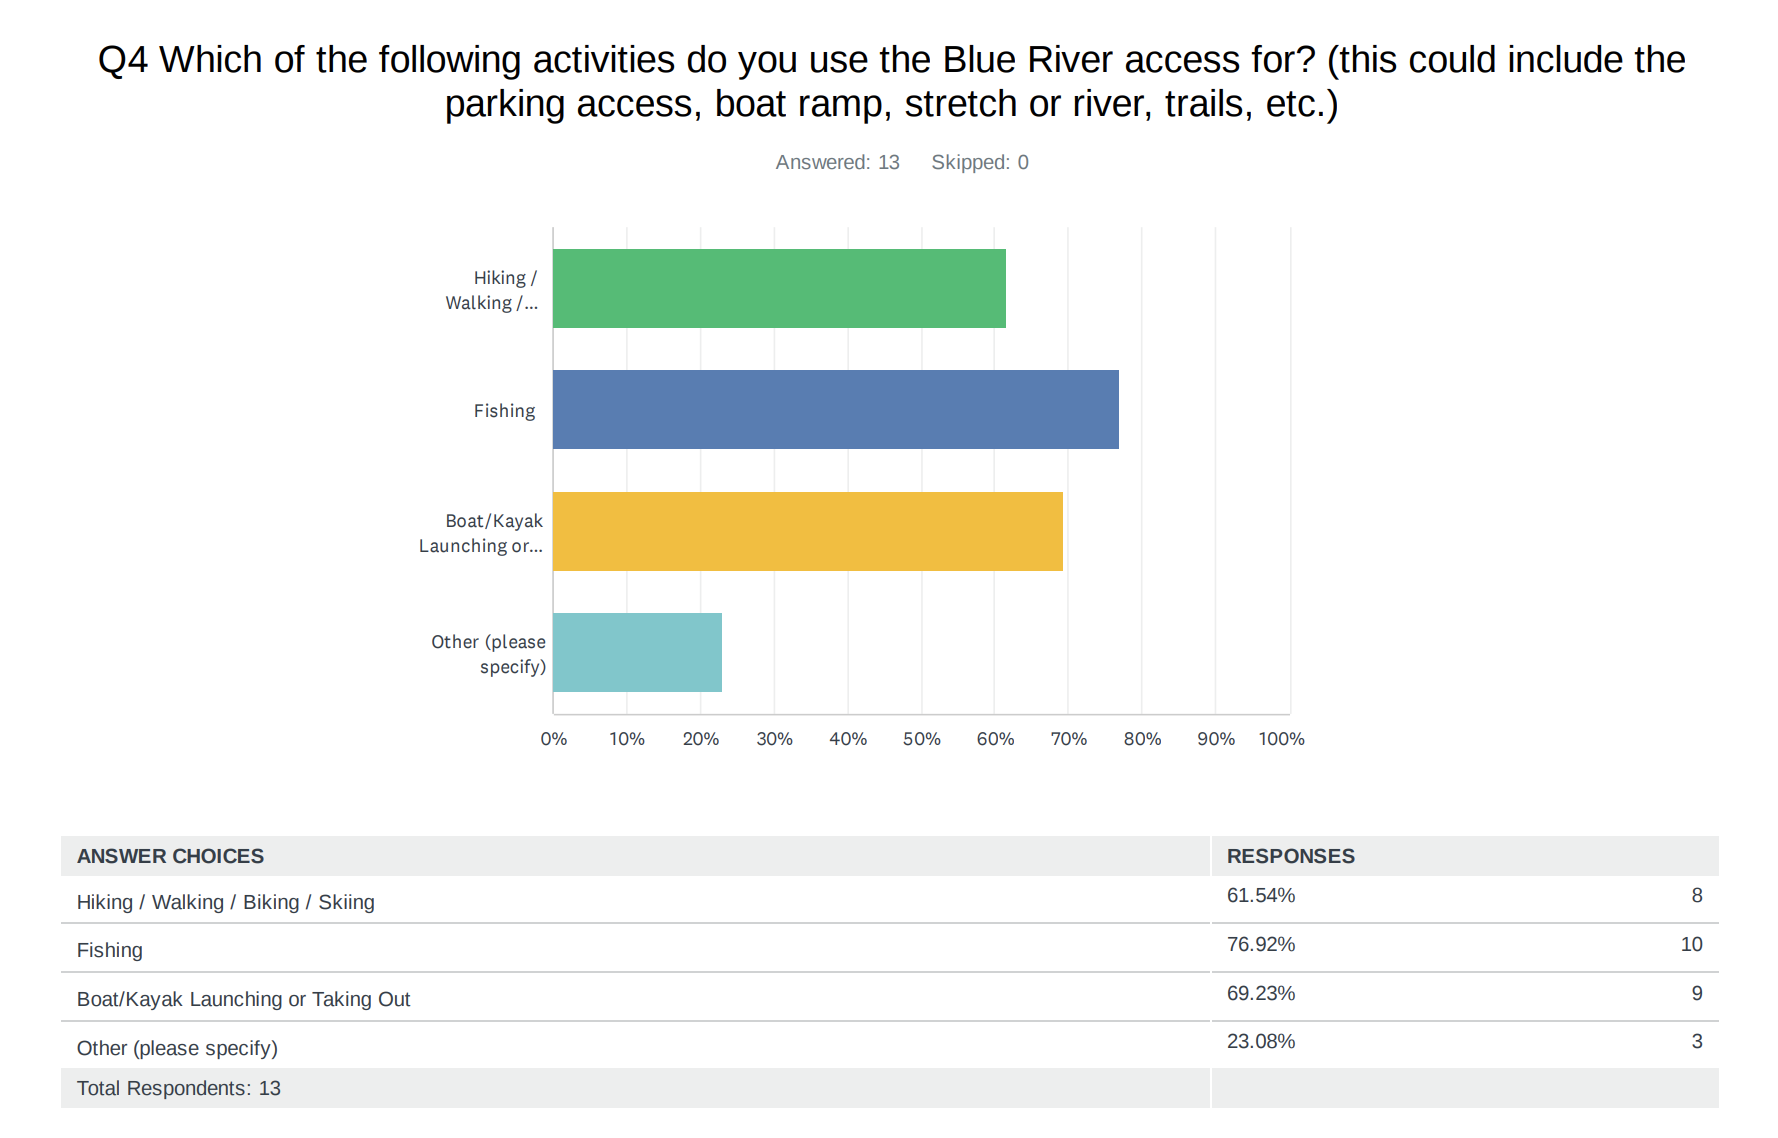 Q4 Which of the following activities do you use the Blue River access for? (this could include the
parking access, boat ramp, stretch or river, trails, etc.)
Answered: 13 Skipped: 0
Hiking /
Walking /...
Fishing
Boat/Kayak
Launching or...
Other (please
specify)
0% 10% 20% 30% 40% 50% 60% 70% 80% 90% 100%
ANSWER CHOICES RESPONSES
Hiking / Walking / Biking / Skiing 61.54% 8
Fishing 76.92% 10
Boat/Kayak Launching or Taking Out 69.23% 9
Other (please specify) 23.08% 3
Total Respondents: 13